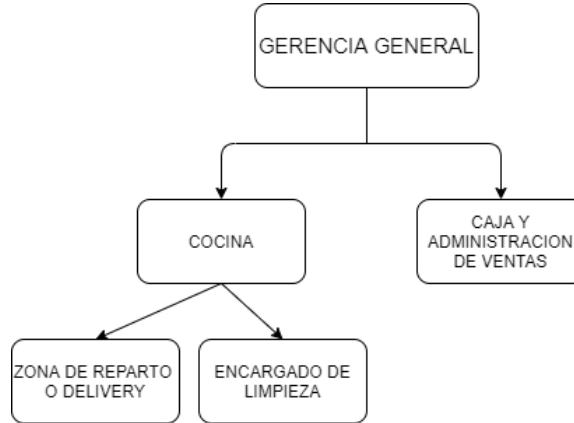 GERENCIA GENERAL
COCINA
CAJA Y
ADMINISTRACION
DE VENTAS
ZONA DE REPARTO
O DELIVERY
ENCARGADO DE
LIMPIEZA